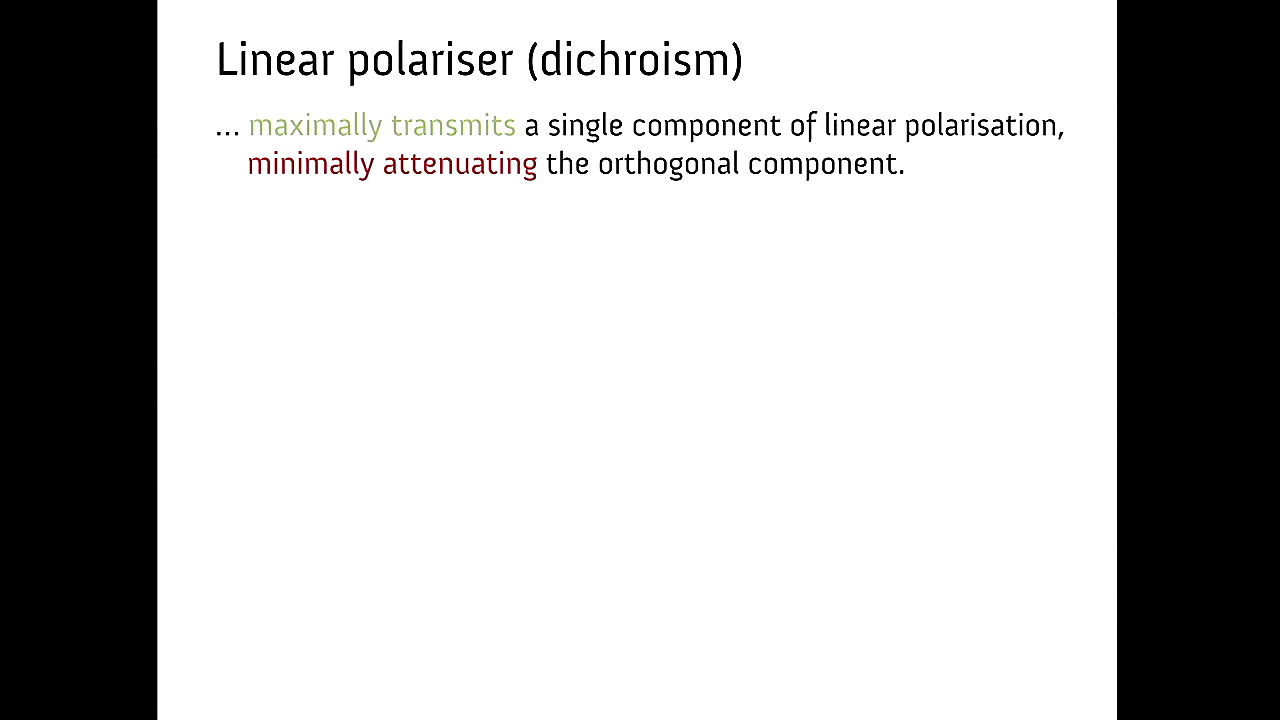 Linear polariser (dichroism)
... maximally transmits a single component of linear polarisation,
minimally attenuating the orthogonal component.